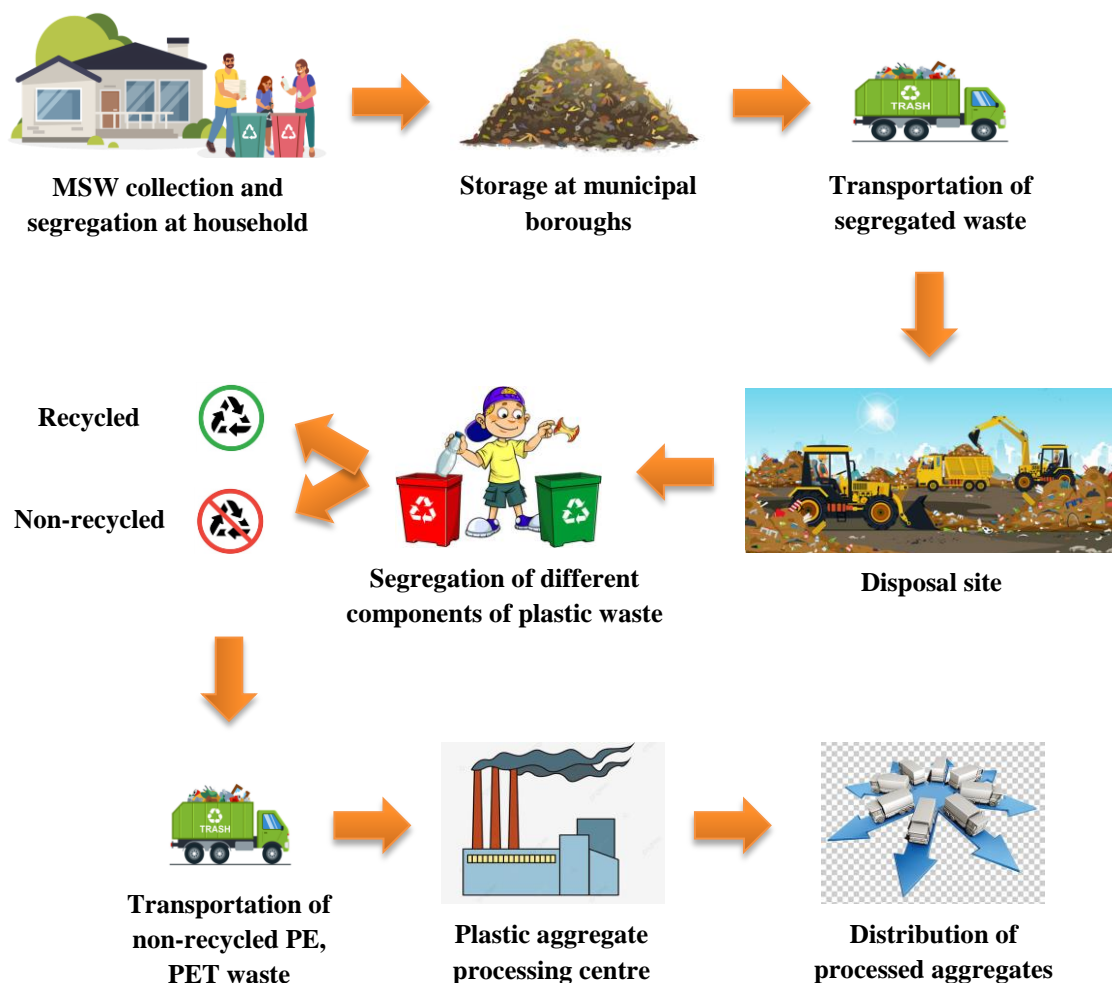 MSW collection and
segregation at household
Storage at municipal
boroughs
TRASH
Transportation of
segregated waste
Recycled
Non-recycled
Segregation of different
components of plastic waste
Disposal site
TRASH
Transportation of
non-recycled PE,
PET waste
Plastic aggregate
processing centre
Distribution of
processed aggregates